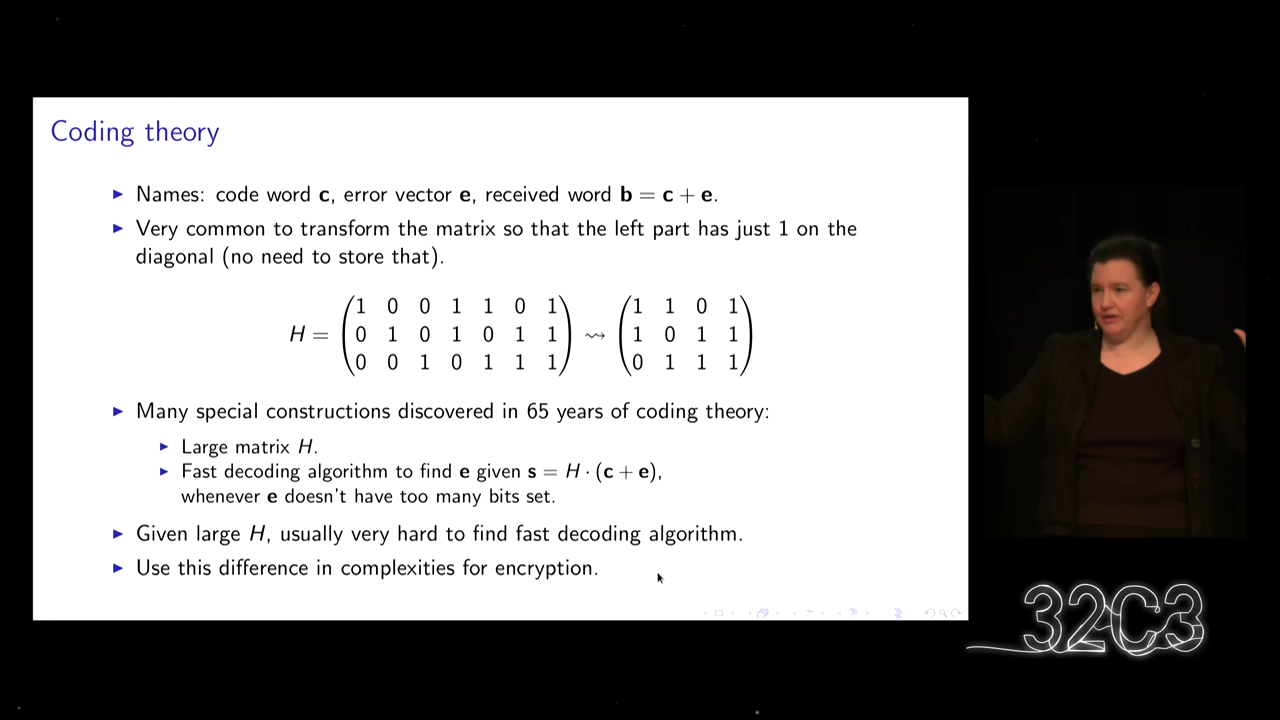 Coding theory
▶ Names: code word c, error vector e, received word b = c + e.
▶ Very common to transform the matrix so that the left part has just 1 on the
diagonal (no need to store that).
H = (1 0 0 1 1 0 1) ⇝ (1 1 0 1)
(0 1 0 1 0 1 1) (1 0 1 1)
(0 0 1 0 1 1 1) (0 1 1 1)
▶ Many special constructions discovered in 65 years of coding theory:
▶ Large matrix H.
▶ Fast decoding algorithm to find e given s = H · (c + e),
whenever e doesn't have too many bits set.
▶ Given large H, usually very hard to find fast decoding algorithm.
▶ Use this difference in complexities for encryption.
32C3